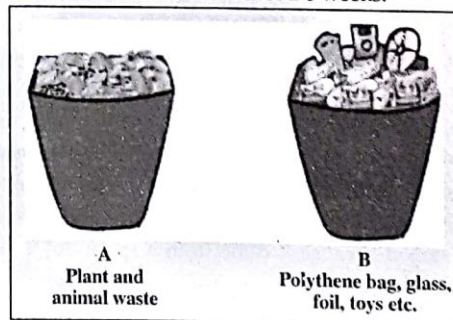 A
Plant and
animal waste
B
Polythene bag, glass,
foil, toys etc.